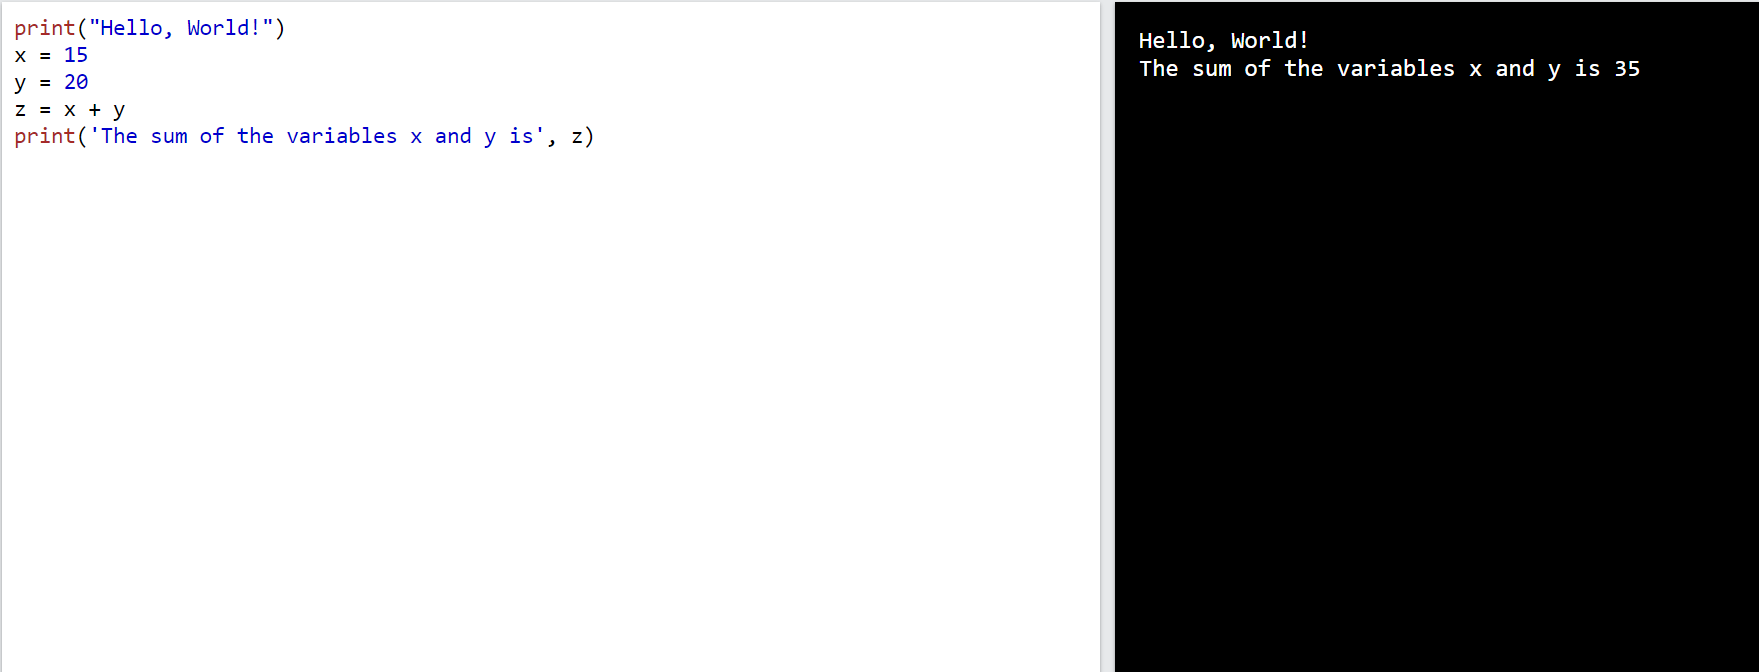 print("Hello, World!")
x = 15
y = 20
z = x + y
print('The sum of the variables x and y is', z)
Hello, World!
The sum of the variables x and y is 35